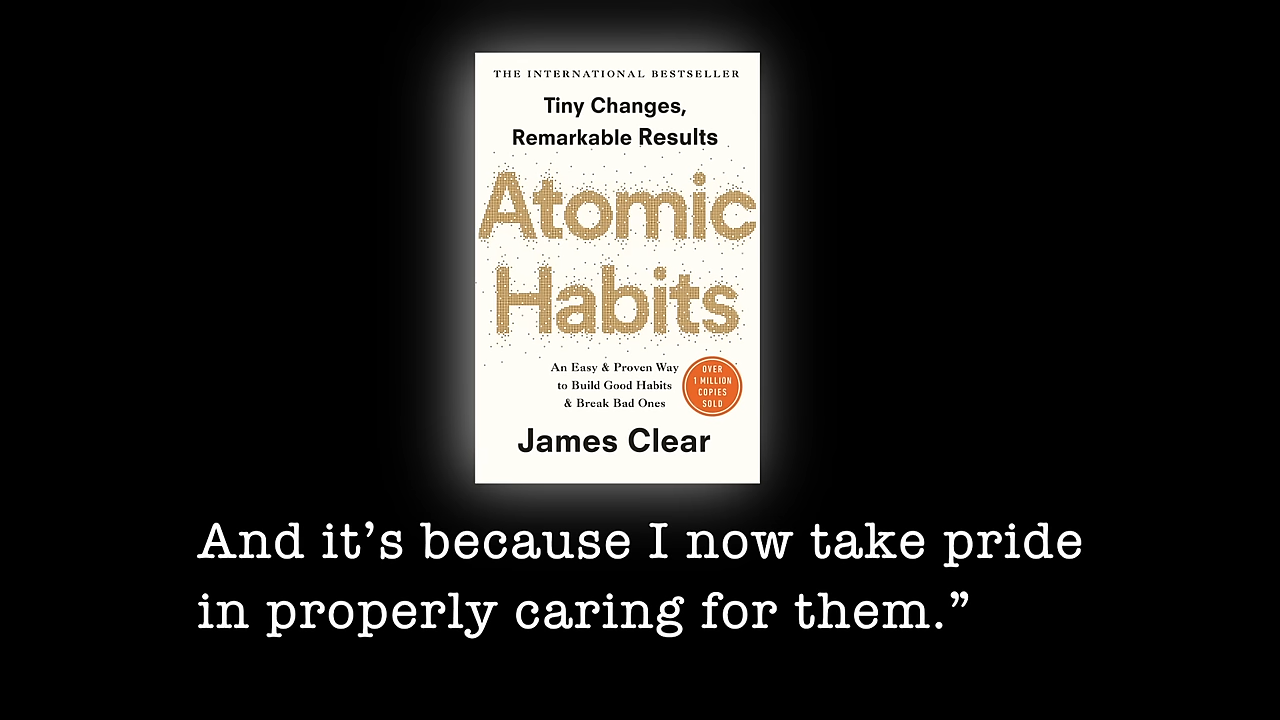 THE INTERNATIONAL BESTSELLER
Tiny Changes,
Remarkable Results
Atomic
Habits
An Easy & Proven Way
to Build Good Habits
& Break Bad Ones
OVER
1 MILLION
COPIES
SOLD
James Clear
And it’s because I now take pride
in properly caring for them.”